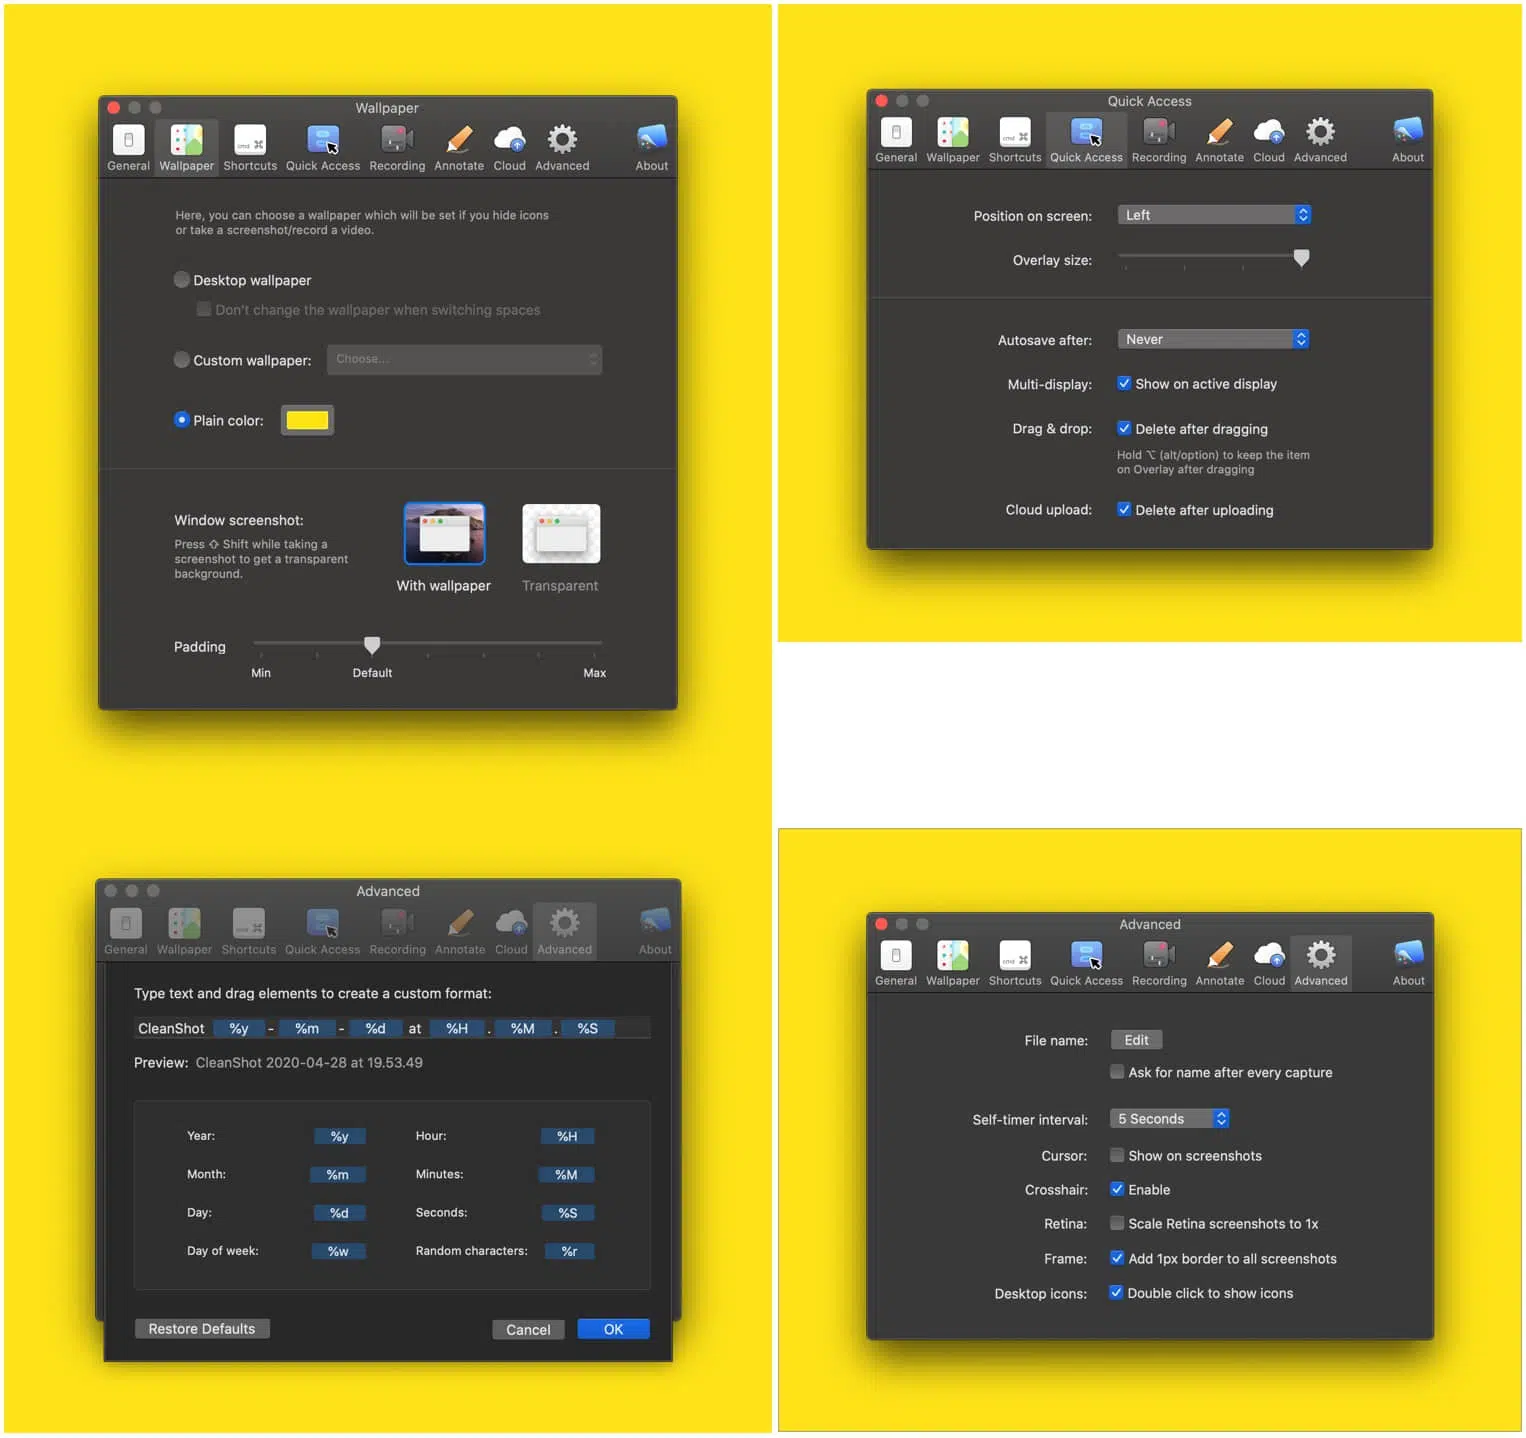 Wallpaper
General Wallpaper Shortcuts Quick Access Recording Annotate Cloud Advanced About
Here, you can choose a wallpaper which will be set if you hide icons
or take a screenshot/record a video.
Desktop wallpaper
Don't change the wallpaper when switching spaces
Custom wallpaper: Choose...
Plain color:
Window screenshot:
Press ⇧ Shift while taking a
screenshot to get a transparent
background.
With wallpaper Transparent
Padding
Min Default Max
Quick Access
General Wallpaper Shortcuts Quick Access Recording Annotate Cloud Advanced About
Position on screen: Left
Overlay size:
Autosave after: Never
Multi-display: Show on active display
Drag & drop: Delete after dragging
Hold ⌥ (alt/option) to keep the item
on Overlay after dragging
Cloud upload: Delete after uploading
Advanced
General Wallpaper Shortcuts Quick Access Recording Annotate Cloud Advanced About
Type text and drag elements to create a custom format:
CleanShot %y - %m - %d at %H . %M . %S
Preview: CleanShot 2020-04-28 at 19.53.49
Year: %y Hour: %H
Month: %m Minutes: %M
Day: %d Seconds: %S
Day of week: %w Random characters: %r
Restore Defaults Cancel OK
Advanced
General Wallpaper Shortcuts Quick Access Recording Annotate Cloud Advanced About
File name: Edit
Ask for name after every capture
Self-timer interval: 5 Seconds
Cursor: Show on screenshots
Crosshair: Enable
Retina: Scale Retina screenshots to 1x
Frame: Add 1px border to all screenshots
Desktop icons: Double click to show icons